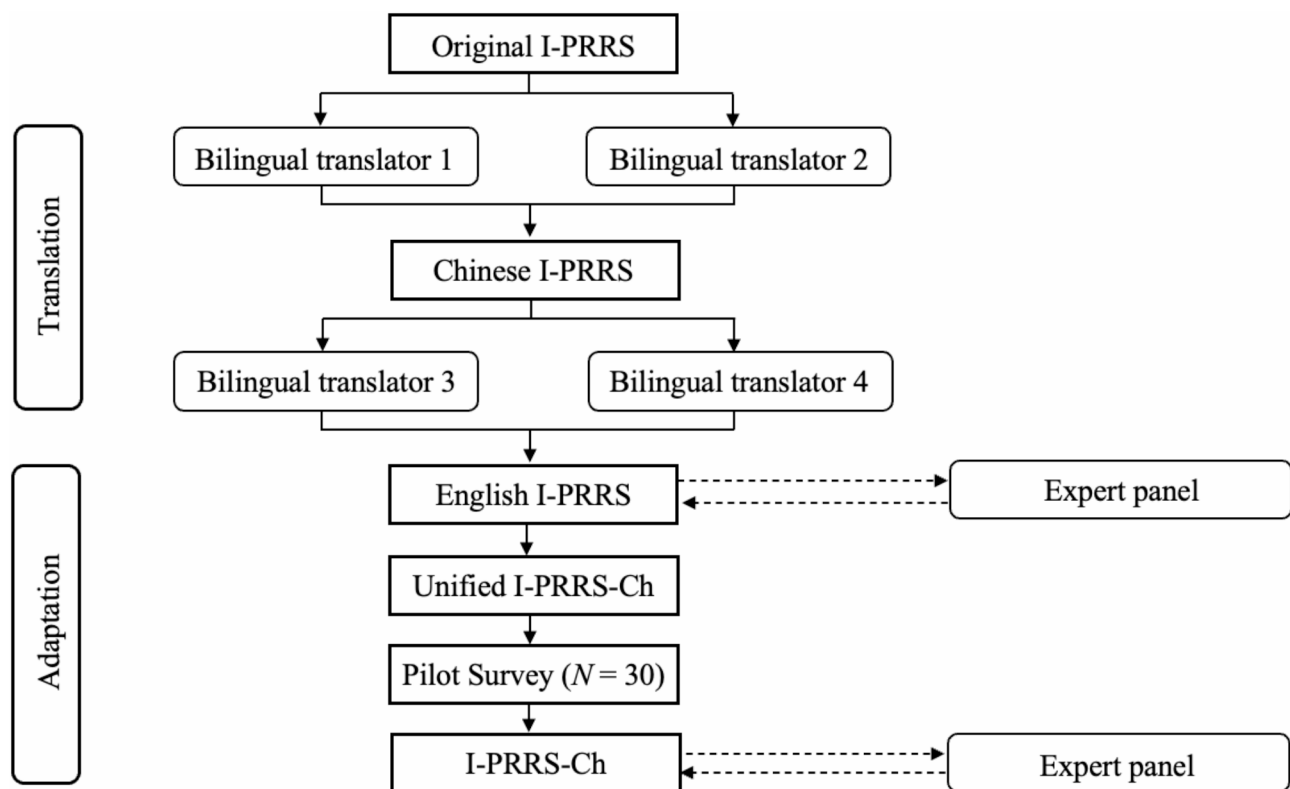 Original I-PRRS
Bilingual translator 1
Bilingual translator 2
Translation
Chinese I-PRRS
Bilingual translator 3
Bilingual translator 4
English I-PRRS
Expert panel
Adaptation
Unified I-PRRS-Ch
Pilot Survey (N = 30)
I-PRRS-Ch
Expert panel